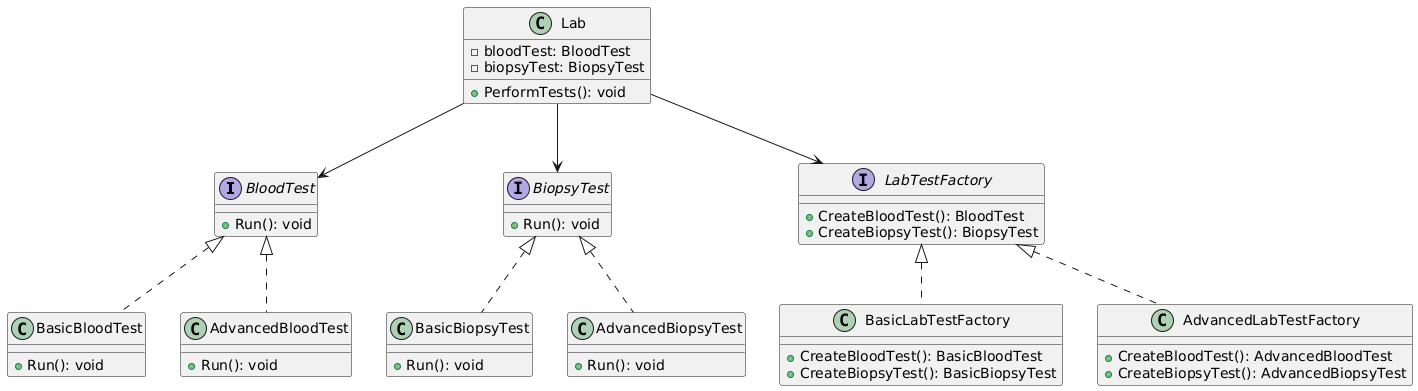 Lab
bloodTest: BloodTest
biopsyTest: BiopsyTest
PerformTests(): void
BloodTest
Run(): void
BiopsyTest
Run(): void
LabTestFactory
CreateBloodTest(): BloodTest
CreateBiopsyTest(): BiopsyTest
BasicBloodTest
Run(): void
AdvancedBloodTest
Run(): void
BasicBiopsyTest
Run(): void
AdvancedBiopsyTest
Run(): void
BasicLabTestFactory
CreateBloodTest(): BasicBloodTest
CreateBiopsyTest(): BasicBiopsyTest
AdvancedLabTestFactory
CreateBloodTest(): AdvancedBloodTest
CreateBiopsyTest(): AdvancedBiopsyTest